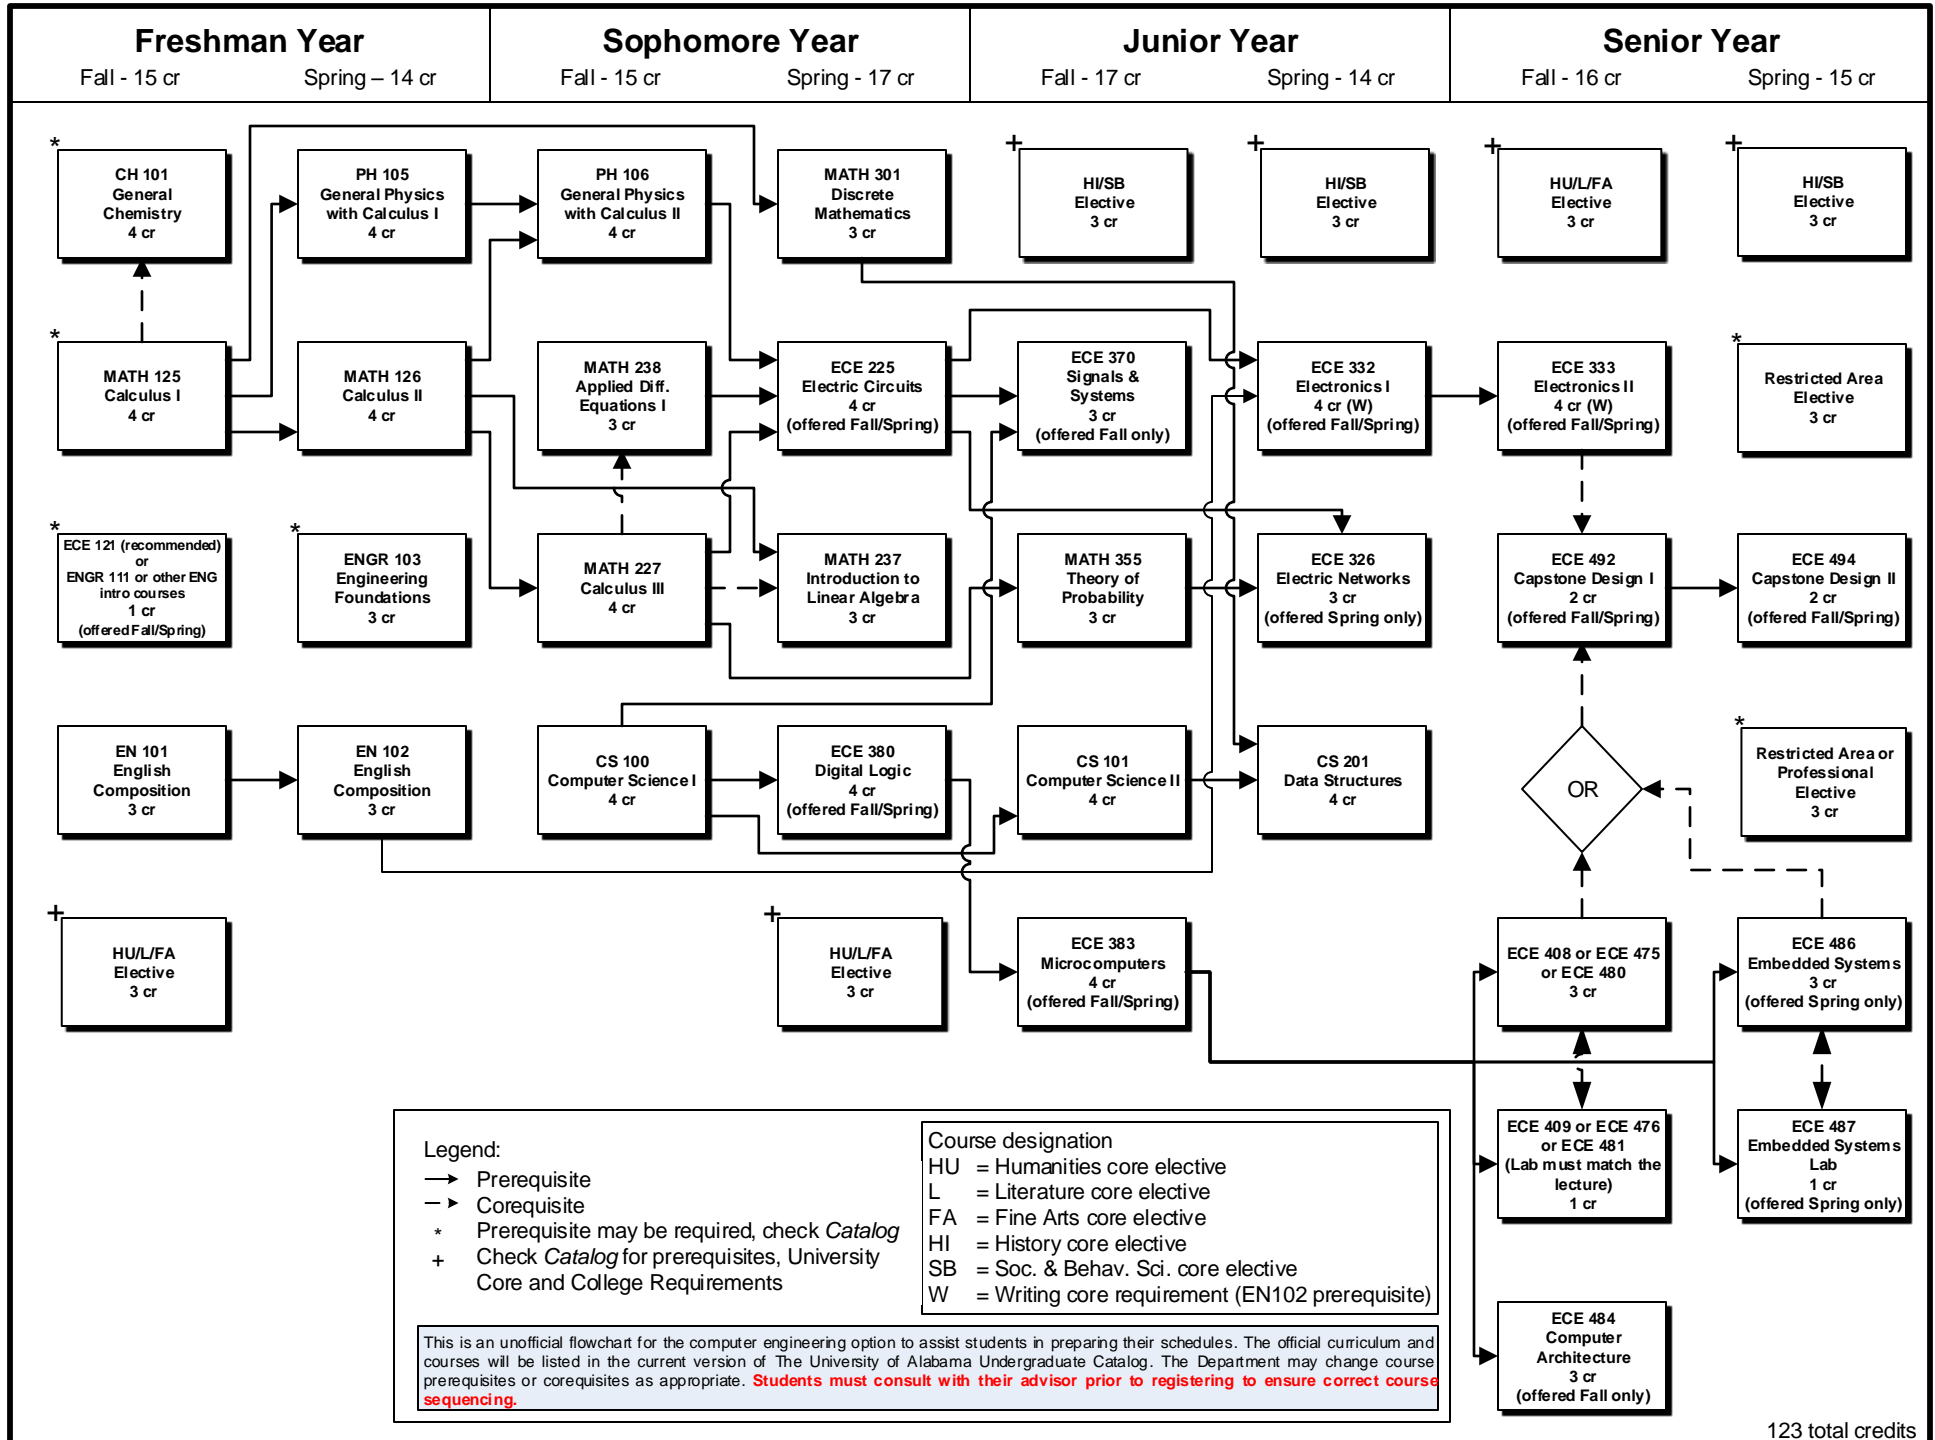 Freshman Year
Fall - 15 cr
Spring – 14 cr
Sophomore Year
Fall - 15 cr
Spring - 17 cr
Junior Year
Fall - 17 cr
Spring - 14 cr
Senior Year
Fall - 16 cr
Spring - 15 cr
*
CH 101
General
Chemistry
4 cr
PH 105
General Physics
with Calculus I
4 cr
PH 106
General Physics
with Calculus II
4 cr
MATH 301
Discrete
Mathematics
3 cr
+
HI/SB
Elective
3 cr
+
HI/SB
Elective
3 cr
+
HU/L/FA
Elective
3 cr
+
HI/SB
Elective
3 cr
*
MATH 125
Calculus I
4 cr
MATH 126
Calculus II
4 cr
MATH 238
Applied Diff.
Equations I
3 cr
ECE 225
Electric Circuits
4 cr
(offered Fall/Spring)
ECE 370
Signals &
Systems
3 cr
(offered Fall only)
ECE 332
Electronics I
4 cr (W)
(offered Fall/Spring)
ECE 333
Electronics II
4 cr (W)
(offered Fall/Spring)
*
Restricted Area
Elective
3 cr
*
ECE 121 (recommended)
or
ENGR 111 or other ENG
intro courses
1 cr
(offered Fall/Spring)
*
ENGR 103
Engineering
Foundations
3 cr
MATH 227
Calculus III
4 cr
MATH 237
Introduction to
Linear Algebra
3 cr
MATH 355
Theory of
Probability
3 cr
ECE 326
Electric Networks
3 cr
(offered Spring only)
ECE 492
Capstone Design I
2 cr
(offered Fall/Spring)
ECE 494
Capstone Design II
2 cr
(offered Fall/Spring)
EN 101
English
Composition
3 cr
EN 102
English
Composition
3 cr
CS 100
Computer Science I
4 cr
ECE 380
Digital Logic
4 cr
(offered Fall/Spring)
CS 101
Computer Science II
4 cr
CS 201
Data Structures
4 cr
OR
*
Restricted Area or
Professional
Elective
3 cr
+
HU/L/FA
Elective
3 cr
+
HU/L/FA
Elective
3 cr
ECE 383
Microcomputers
4 cr
(offered Fall/Spring)
ECE 408 or ECE 475
or ECE 480
3 cr
ECE 486
Embedded Systems
3 cr
(offered Spring only)
ECE 409 or ECE 476
or ECE 481
(Lab must match the
lecture)
1 cr
ECE 487
Embedded Systems
Lab
1 cr
(offered Spring only)
ECE 484
Computer
Architecture
3 cr
(offered Fall only)
Legend:
Prerequisite
Corequisite
* Prerequisite may be required, check Catalog
+ Check Catalog for prerequisites, University
Core and College Requirements
Course designation
HU = Humanities core elective
L = Literature core elective
FA = Fine Arts core elective
HI = History core elective
SB = Soc. & Behav. Sci. core elective
W = Writing core requirement (EN102 prerequisite)
This is an unofficial flowchart for the computer engineering option to assist students in preparing their schedules. The official curriculum and
courses will be listed in the current version of The University of Alabama Undergraduate Catalog. The Department may change course
prerequisites or corequisites as appropriate. Students must consult with their advisor prior to registering to ensure correct course
sequencing.
123 total credits